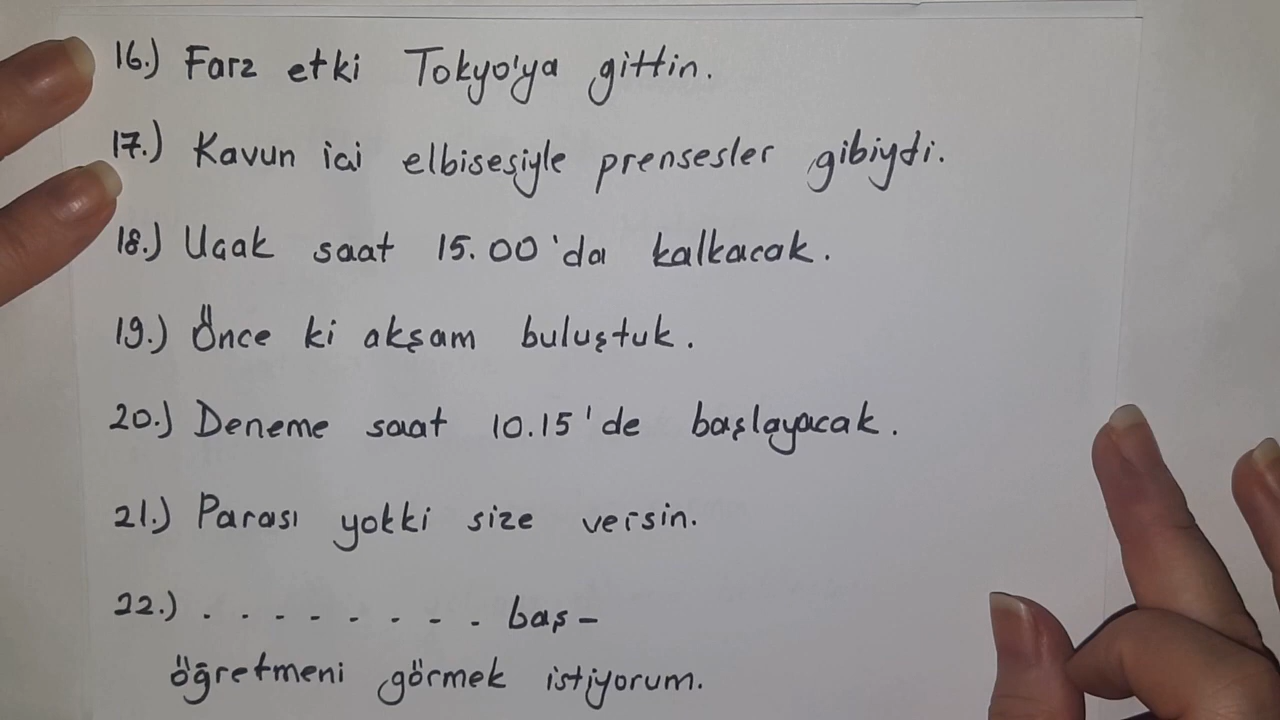 16.) Farz etki Tokyo'ya gittin.
17.) Kavun içi elbisesiyle prensesler gibiydi.
18.) Uçak saat 15.00'da kalkacak.
19.) Önce ki akşam buluştuk.
20.) Deneme saat 10.15'de başlayacak.
21.) Parası yokki size versin.
22.) . . . . . . . . . baş-
öğretmeni görmek istiyorum.